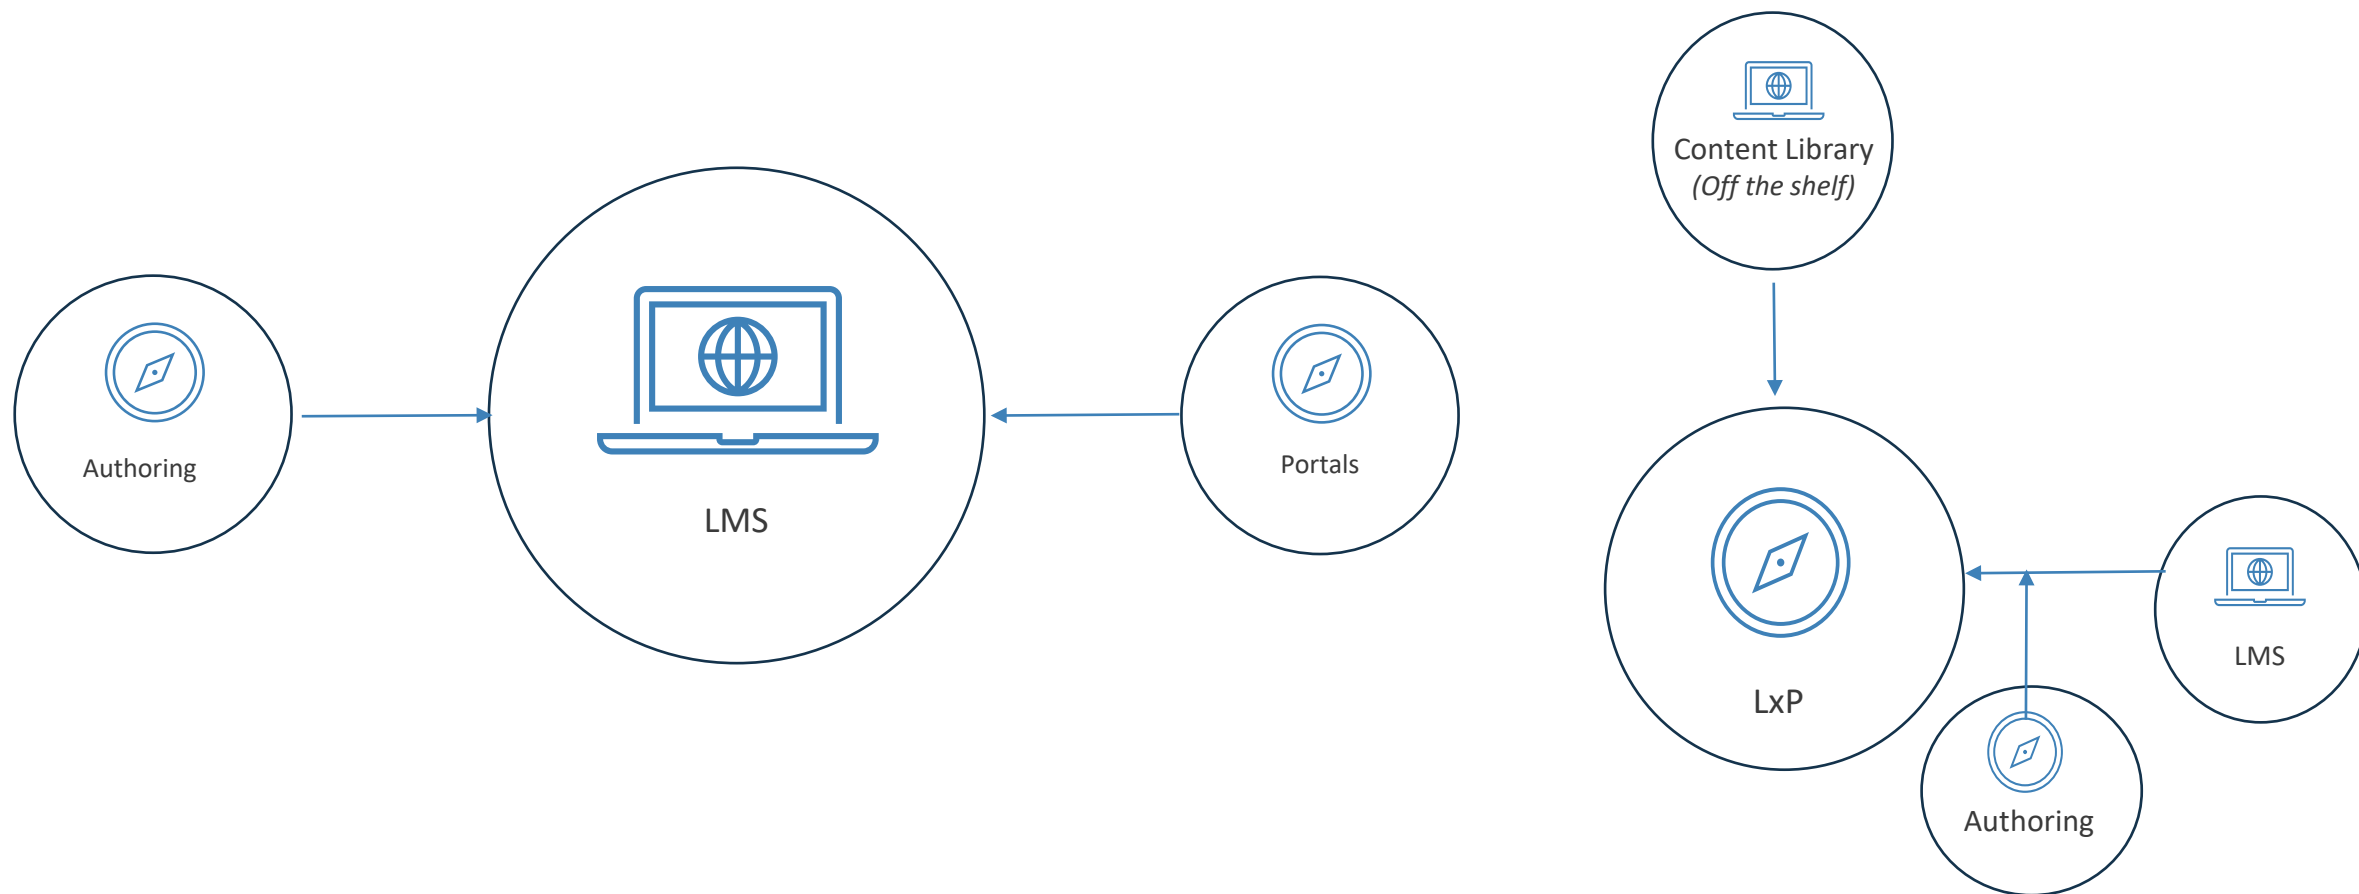 Authoring
LMS
Portals
Content Library
(Off the shelf)
LxP
LMS
Authoring